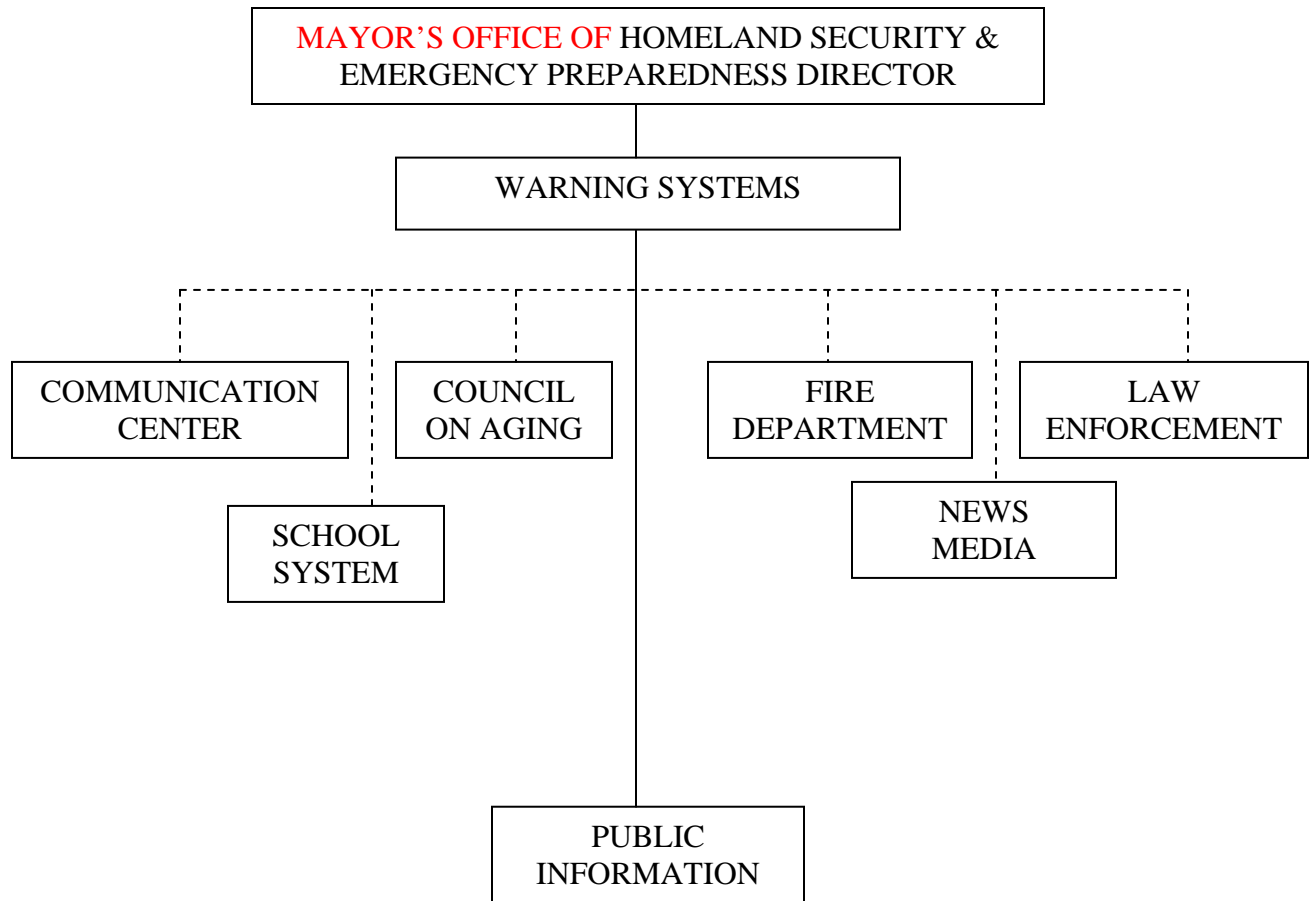 MAYOR’S OFFICE OF HOMELAND SECURITY &
EMERGENCY PREPAREDNESS DIRECTOR
WARNING SYSTEMS
COMMUNICATION
CENTER
COUNCIL
ON AGING
FIRE
DEPARTMENT
LAW
ENFORCEMENT
SCHOOL
SYSTEM
NEWS
MEDIA
PUBLIC
INFORMATION